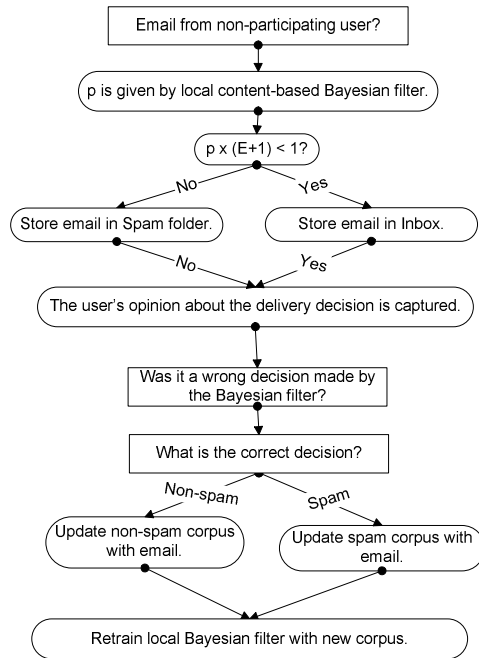 Email from non-participating user?
p is given by local content-based Bayesian filter.
p x (E+1) < 1?
No
Yes
Store email in Spam folder.
Store email in Inbox.
No
Yes
The user's opinion about the delivery decision is captured.
Was it a wrong decision made by
the Bayesian filter?
What is the correct decision?
Non-spam
Spam
Update non-spam corpus
with email.
Update spam corpus with
email.
Retrain local Bayesian filter with new corpus.